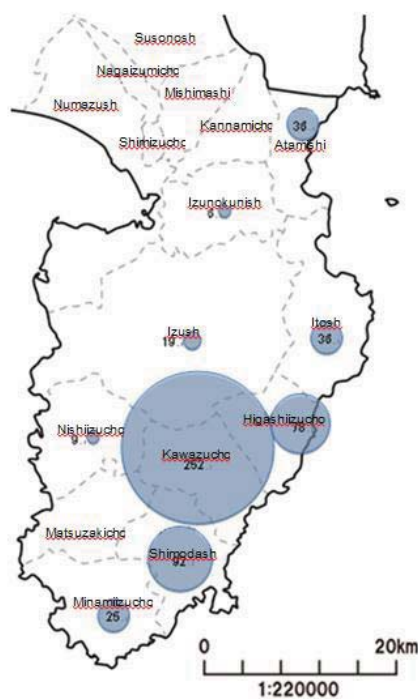 Susonosh
Nagaizumicho
Mishimashi
Numazush
Kannamicho
36
Shimizucho
Atamishi
Izunokunish
6
Izush
19
Itosh
36
Higashiizucho
78
Nishiizucho
9
Kawazucho
252
Matsuzakicho
Shimodash
92
Minamiizucho
25
0 20km
1:220000